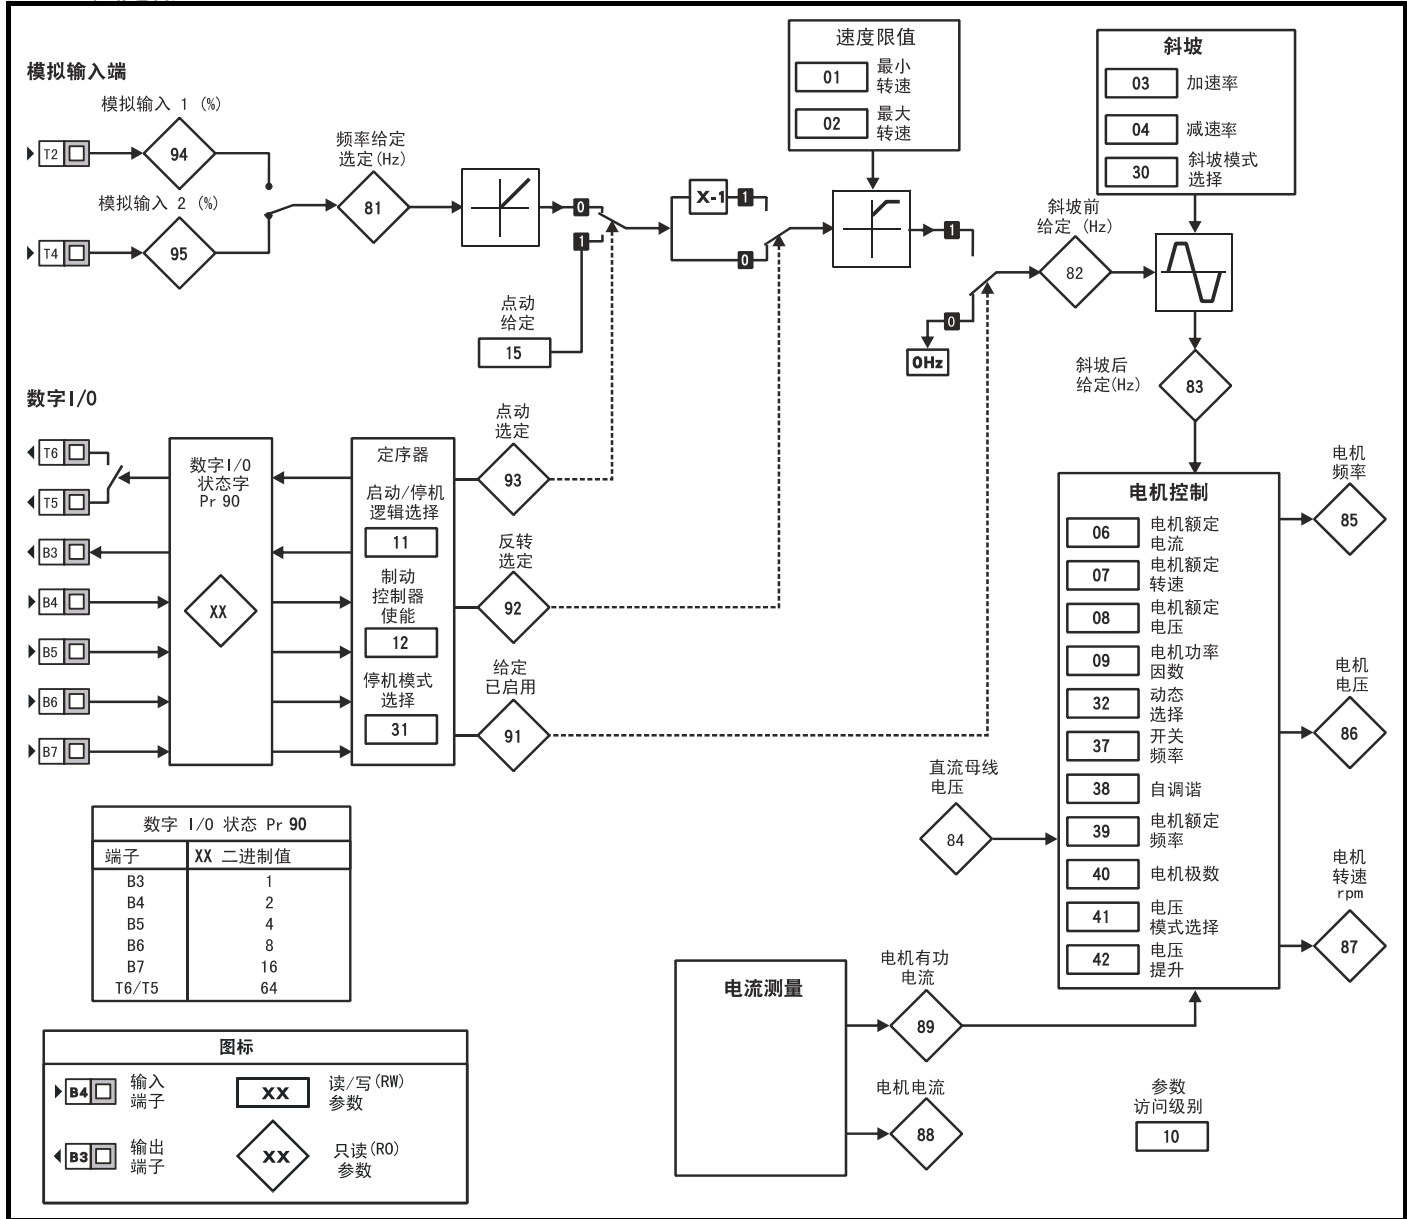 模拟输入端
模拟输入 1 (%)
T2
94
模拟输入 2 (%)
T4
95
频率给定
选定(Hz)
81
0
1
点动
给定
15
X-1
1
0
速度限值
01
最小
转速
02
最大
转速
1
0
0Hz
斜坡前
给定 (Hz)
82
斜坡
03
加速率
04
减速率
30
斜坡模式
选择
斜坡后
给定(Hz)
83
数字I/0
T6
T5
B3
B4
B5
B6
B7
数字I/0
状态字
Pr 90
XX
定序器
启动/停机
逻辑选择
11
制动
控制器
使能
12
停机模式
选择
31
点动
选定
93
反转
选定
92
给定
已启用
91
直流母线
电压
84
电机控制
06
电机额定
电流
07
电机额定
转速
08
电机额定
电压
09
电机功率
因数
32
动态
选择
37
开关
频率
38
自调谐
39
电机额定
频率
40
电机极数
41
电压
模式选择
42
电压
提升
电机
频率
85
电机
电压
86
电机
转速
rpm
87
数字 I/0 状态 Pr 90
端子 XX 二进制值
B3 1
B4 2
B5 4
B6 8
B7 16
T6/T5 64
电流测量
电机有功
电流
89
电机电流
88
参数
访问级别
10
图标
B4
输入
端子
XX
读/写(RW)
参数
B3
输出
端子
XX
只读(RO)
参数